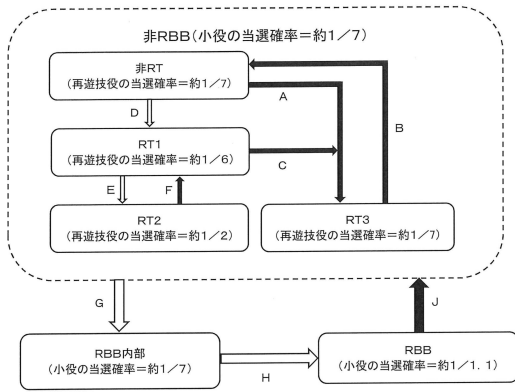 非RBB(小役の当選確率=約1/7)
非RT
(再遊技役の当選確率=約1/7)
A
D
B
RT1
(再遊技役の当選確率=約1/6)
C
E
F
RT2
(再遊技役の当選確率=約1/2)
RT3
(再遊技役の当選確率=約1/7)
G
J
RBB内部
(小役の当選確率=約1/7)
H
RBB
(小役の当選確率=約1/1.1)